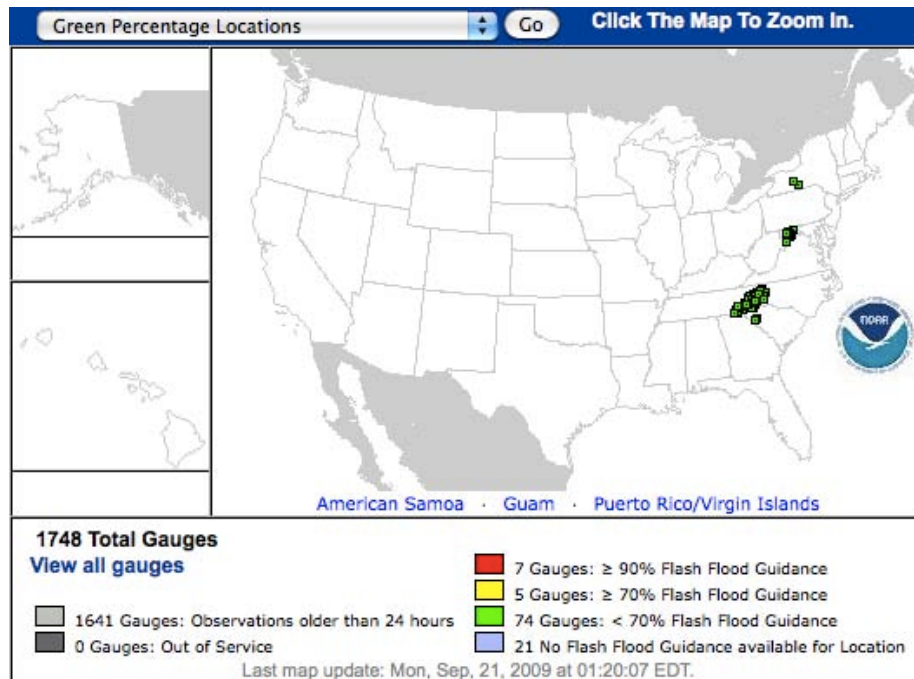 Green Percentage Locations Go Click The Map To Zoom In.
NOAA
American Samoa · Guam · Puerto Rico/Virgin Islands
1748 Total Gauges
View all gauges
1641 Gauges: Observations older than 24 hours
0 Gauges: Out of Service
7 Gauges: ≥ 90% Flash Flood Guidance
5 Gauges: ≥ 70% Flash Flood Guidance
74 Gauges: < 70% Flash Flood Guidance
21 No Flash Flood Guidance available for Location
Last map update: Mon, Sep, 21, 2009 at 01:20:07 EDT.